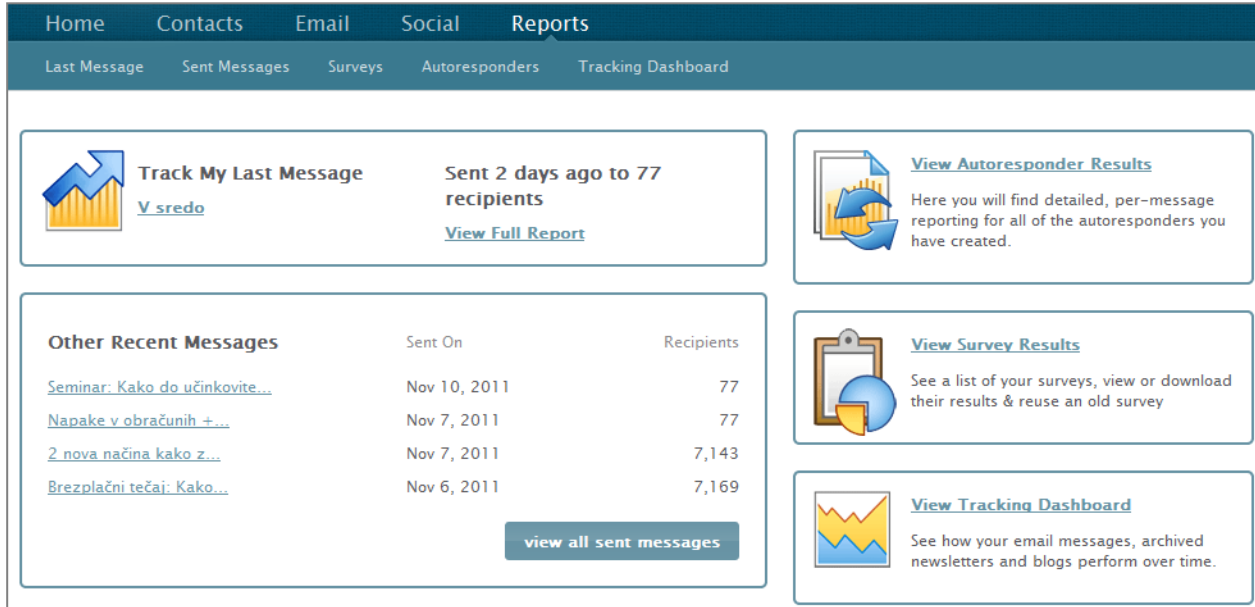 Home Contacts Email Social Reports
Last Message Sent Messages Surveys Autoresponders Tracking Dashboard
Track My Last Message
V sredo
Sent 2 days ago to 77
recipients
View Full Report
Other Recent Messages Sent On Recipients
Seminar: Kako do učinkovite... Nov 10, 2011 77
Napake v obračunih +... Nov 7, 2011 77
2 nova načina kako z... Nov 7, 2011 7,143
Brezplačni tečaj: Kako... Nov 6, 2011 7,169
view all sent messages
View Autoresponder Results
Here you will find detailed, per-message
reporting for all of the autoresponders you
have created.
View Survey Results
See a list of your surveys, view or download
their results & reuse an old survey
View Tracking Dashboard
See how your email messages, archived
newsletters and blogs perform over time.